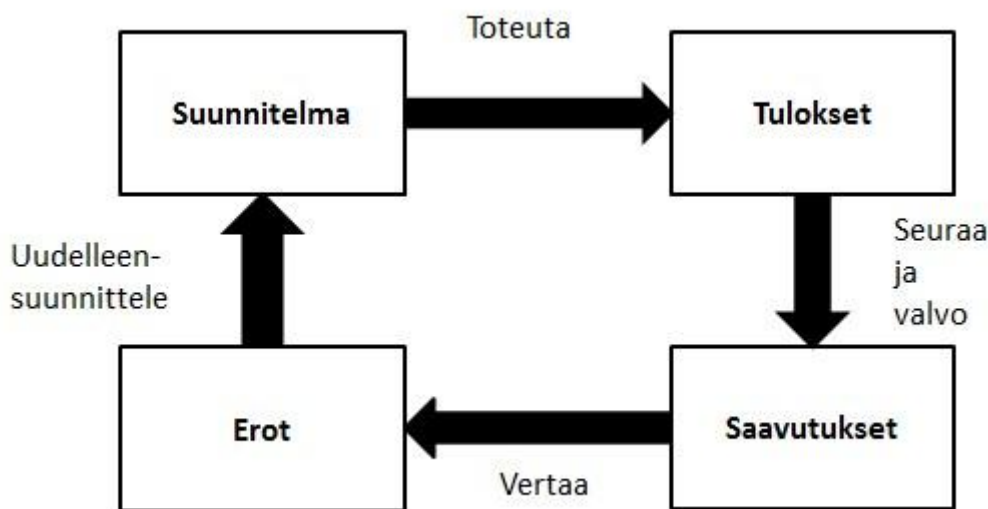 Toteuta
Suunnitelma
Tulokset
Seuraa
ja
valvo
Uudelleen-
suunnittele
Erot
Saavutukset
Vertaa